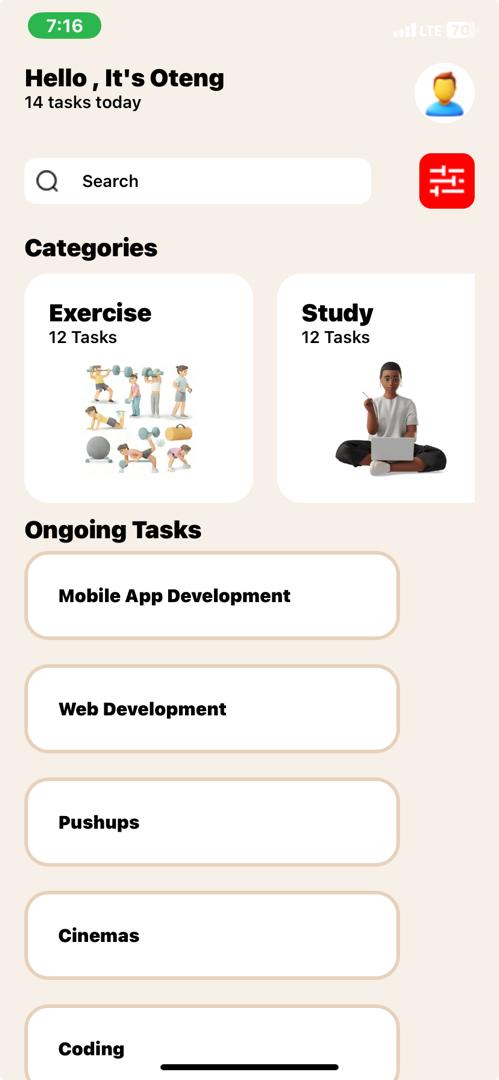 7:16
LTE 70
Hello , It's Oteng
14 tasks today
Search
Categories
Exercise
12 Tasks
Study
12 Tasks
Ongoing Tasks
Mobile App Development
Web Development
Pushups
Cinemas
Coding